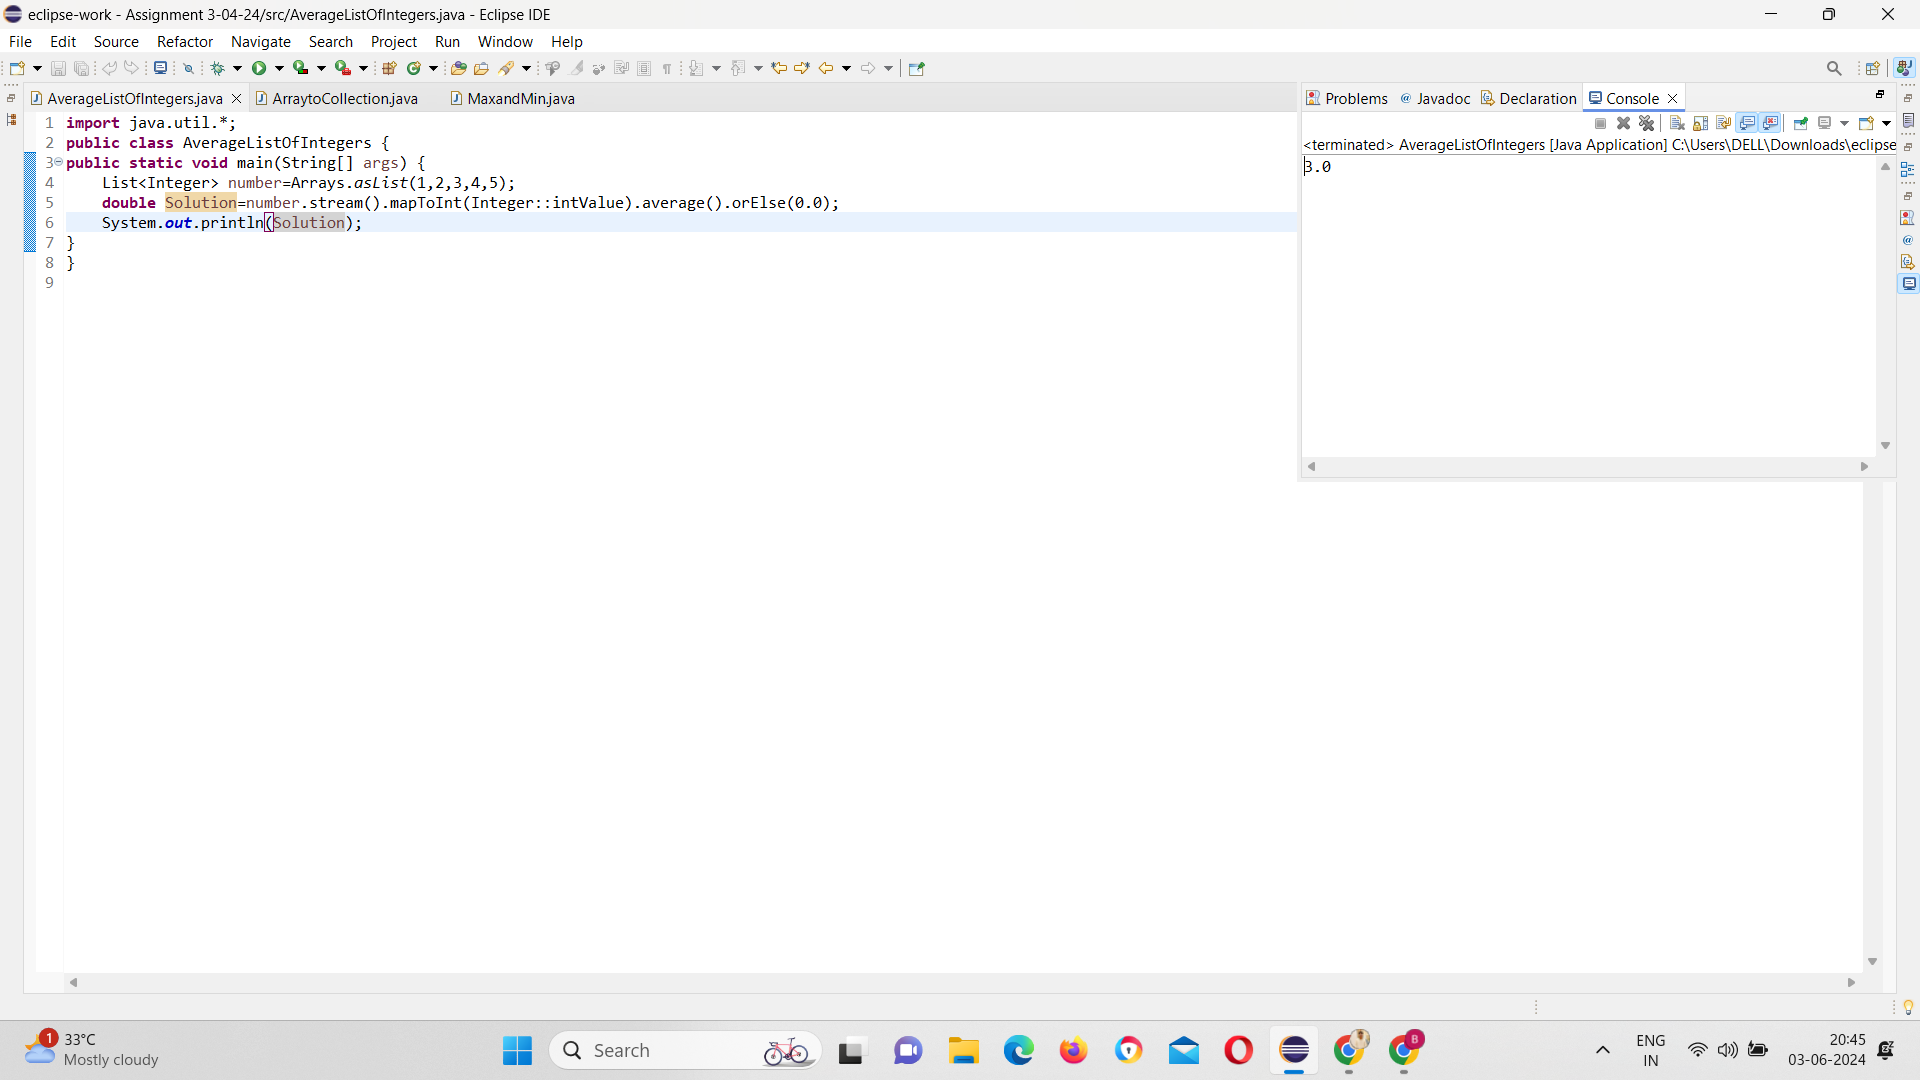 eclipse-work - Assignment 3-04-24/src/AverageListOfIntegers.java - Eclipse IDE
File Edit Source Refactor Navigate Search Project Run Window Help
AverageListOfIntegers.java ArraytoCollection.java MaxandMin.java
1 import java.util.*;
2 public class AverageListOfIntegers {
3 public static void main(String[] args) {
4 List<Integer> number=Arrays.asList(1,2,3,4,5);
5 double Solution=number.stream().mapToInt(Integer::intValue).average().orElse(0.0);
6 System.out.println(Solution);
7 }
8 }
9
Problems Javadoc Declaration Console
<terminated> AverageListOfIntegers [Java Application] C:\Users\DELL\Downloads\eclipse
3.0
1
33°C
Mostly cloudy
Search
B
ENG
IN
20:45
03-06-2024